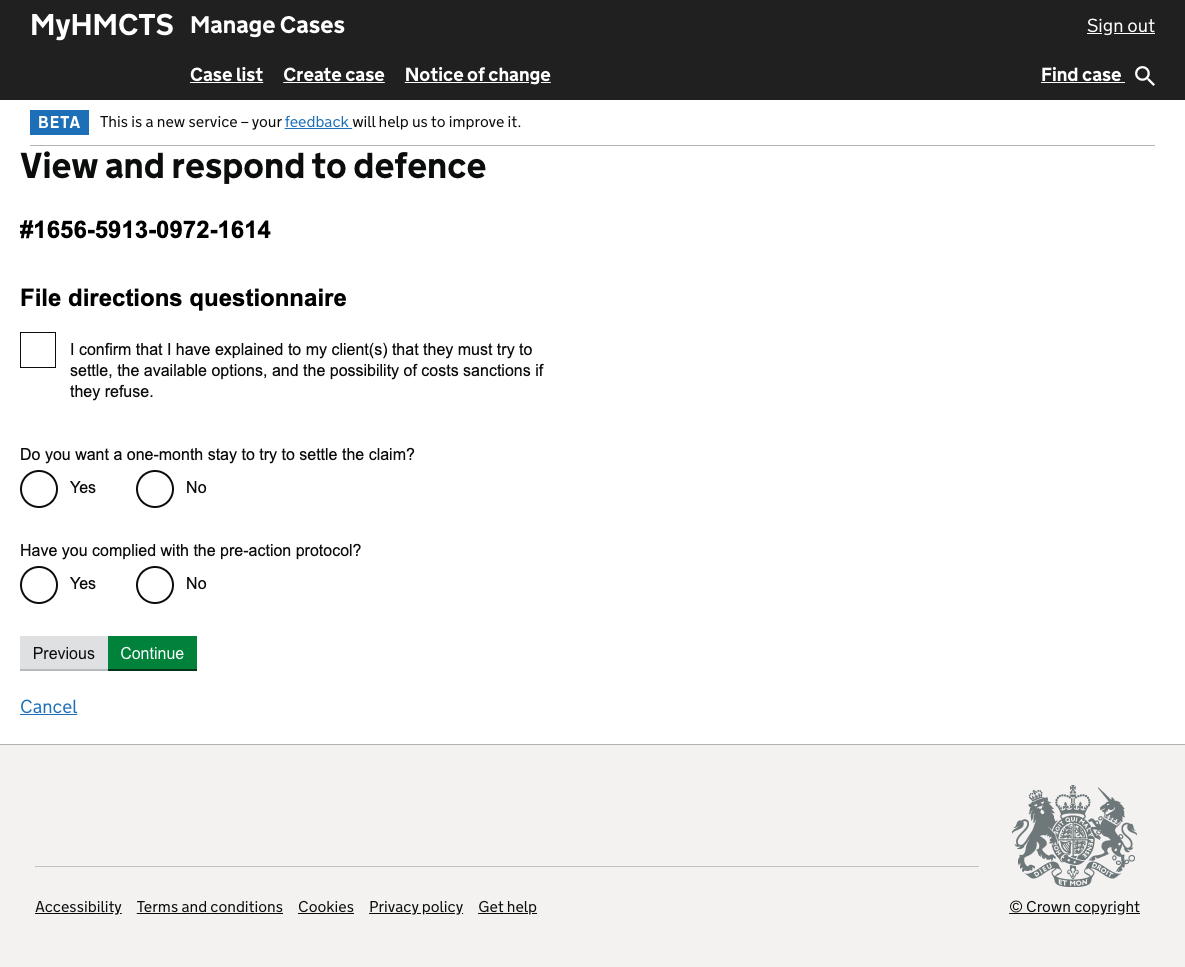 MyHMCTS Manage Cases Sign out
Case list Create case Notice of change Find case
BETA This is a new service – your feedback will help us to improve it.
View and respond to defence
#1656-5913-0972-1614
File directions questionnaire
I confirm that I have explained to my client(s) that they must try to
settle, the available options, and the possibility of costs sanctions if
they refuse.
Do you want a one-month stay to try to settle the claim?
Yes No
Have you complied with the pre-action protocol?
Yes No
Previous Continue
Cancel
DIEU ET MON DROIT
Accessibility Terms and conditions Cookies Privacy policy Get help © Crown copyright